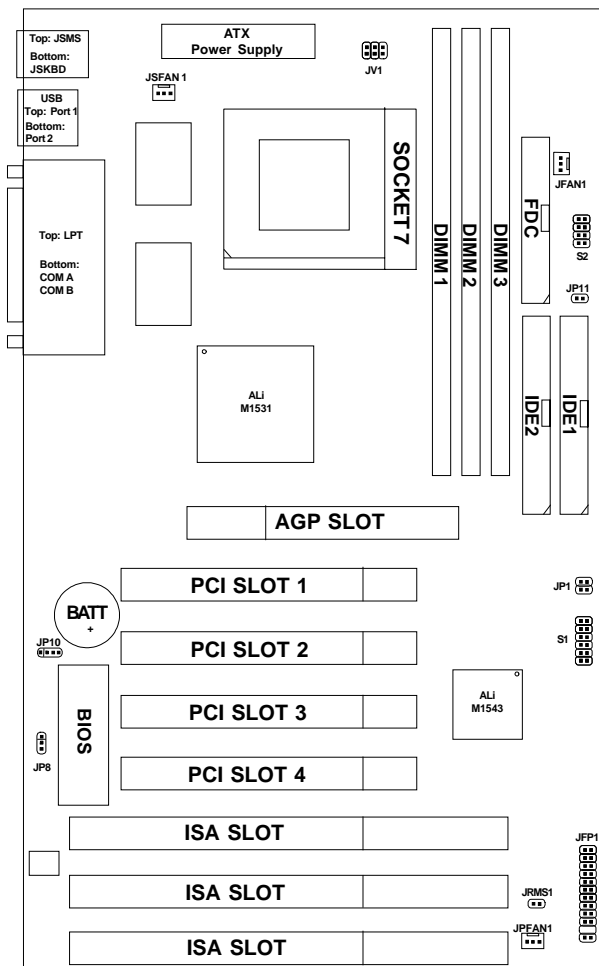 Top: JSMS
Bottom:
JSKBD
ATX
Power Supply
JV1
JSFAN 1
USB
Top: Port 1
Bottom:
Port 2
SOCKET 7
DIMM 1
DIMM 2
DIMM 3
FDC
JFAN1
S2
JP11
Top: LPT
Bottom:
COM A
COM B
ALi
M1531
IDE2
IDE1
AGP SLOT
PCI SLOT 1
JP1
BATT
+
JP10
PCI SLOT 2
S1
BIOS
PCI SLOT 3
ALi
M1543
JP8
PCI SLOT 4
ISA SLOT
JFP1
ISA SLOT
JRMS1
JPFAN1
ISA SLOT